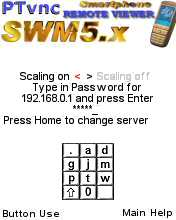 PTvnc Smartphone
REMOTE VIEWER
SWM5.x
Scaling on < > Scaling off
Type in Password for
192.168.0.1 and press Enter
*****_
Press Home to change server
. a d
g j m
p t w
⇧ 0
Button Use Main Help